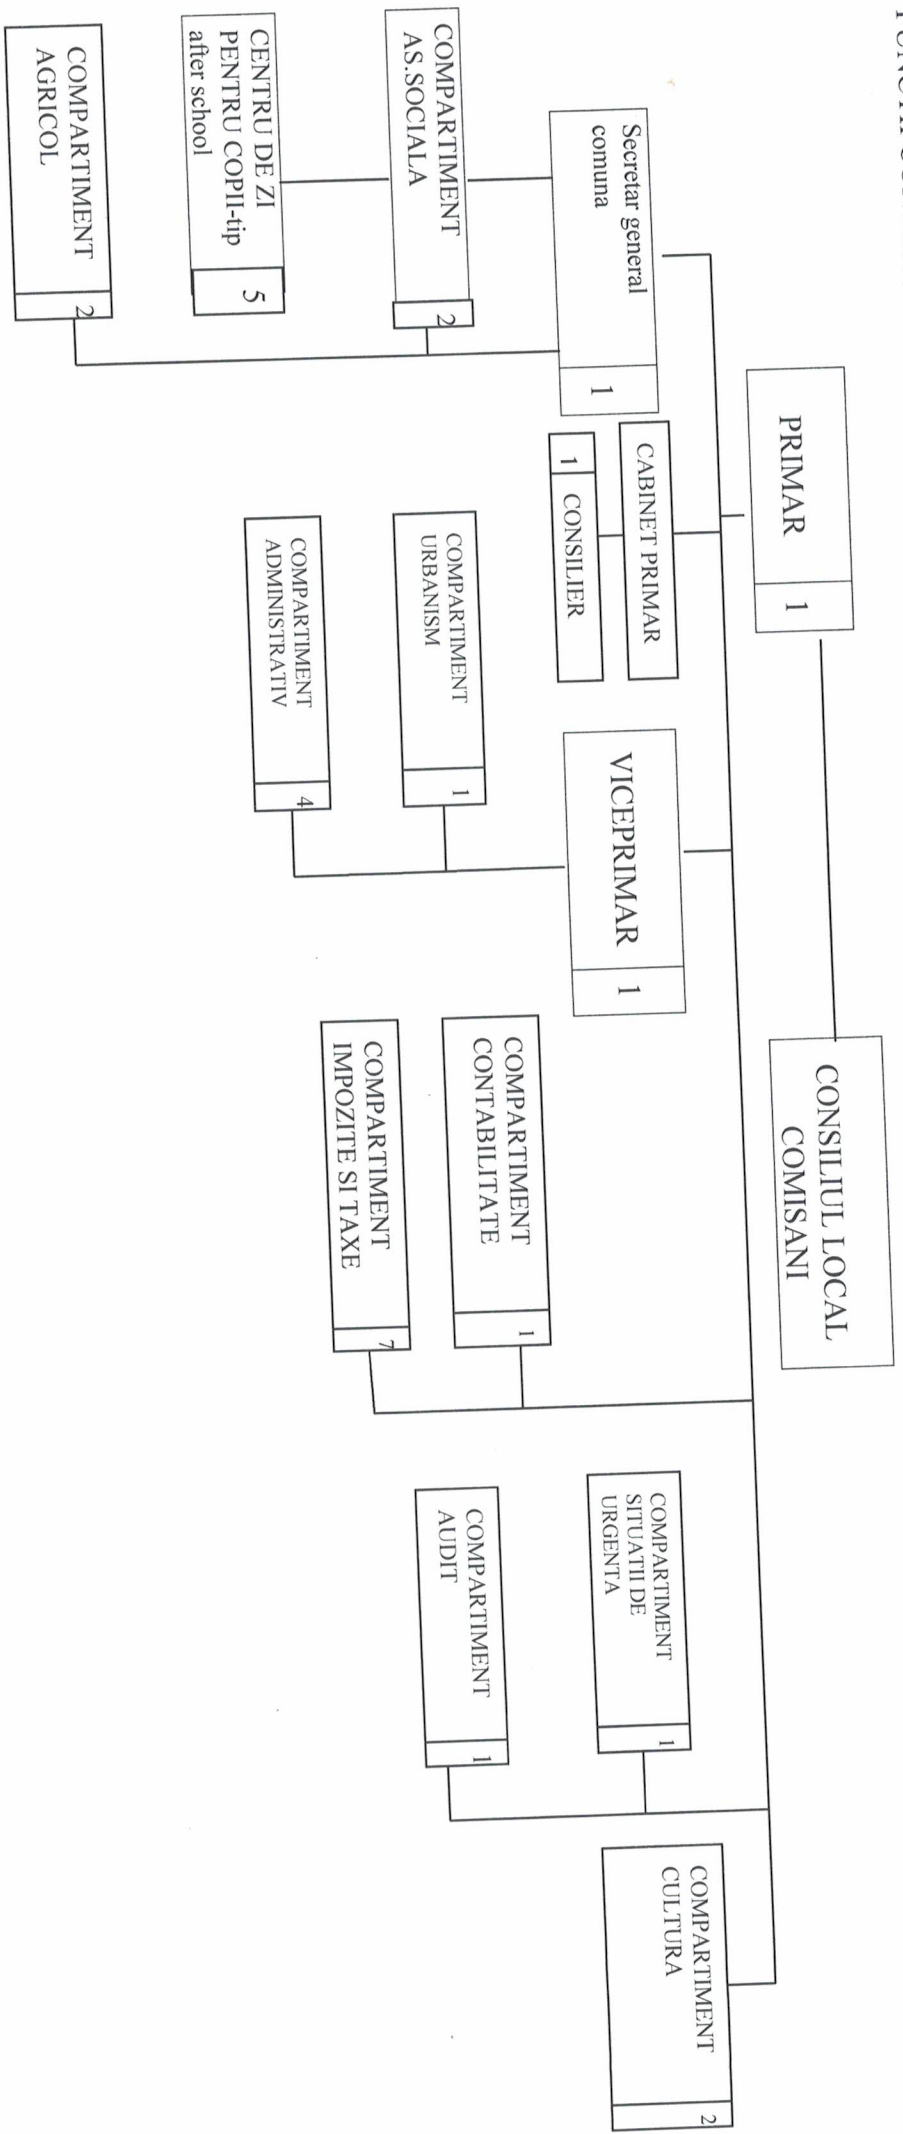 PRIMAR
1
CONSILIUL LOCAL
COMISANI
Secretar general
comuna
1
CABINET PRIMAR
1
CONSILIER
VICEPRIMAR
1
COMPARTIMENT
SITUATII DE
URGENTA
1
COMPARTIMENT
CULTURA
2
COMPARTIMENT
AS.SOCIALA
2
COMPARTIMENT
URBANISM
1
COMPARTIMENT
CONTABILITATE
1
COMPARTIMENT
AUDIT
1
CENTRU DE ZI
PENTRU COPII-tip
after school
5
COMPARTIMENT
ADMINISTRATIV
4
COMPARTIMENT
IMPOZITE SI TAXE
7
COMPARTIMENT
AGRICOL
2